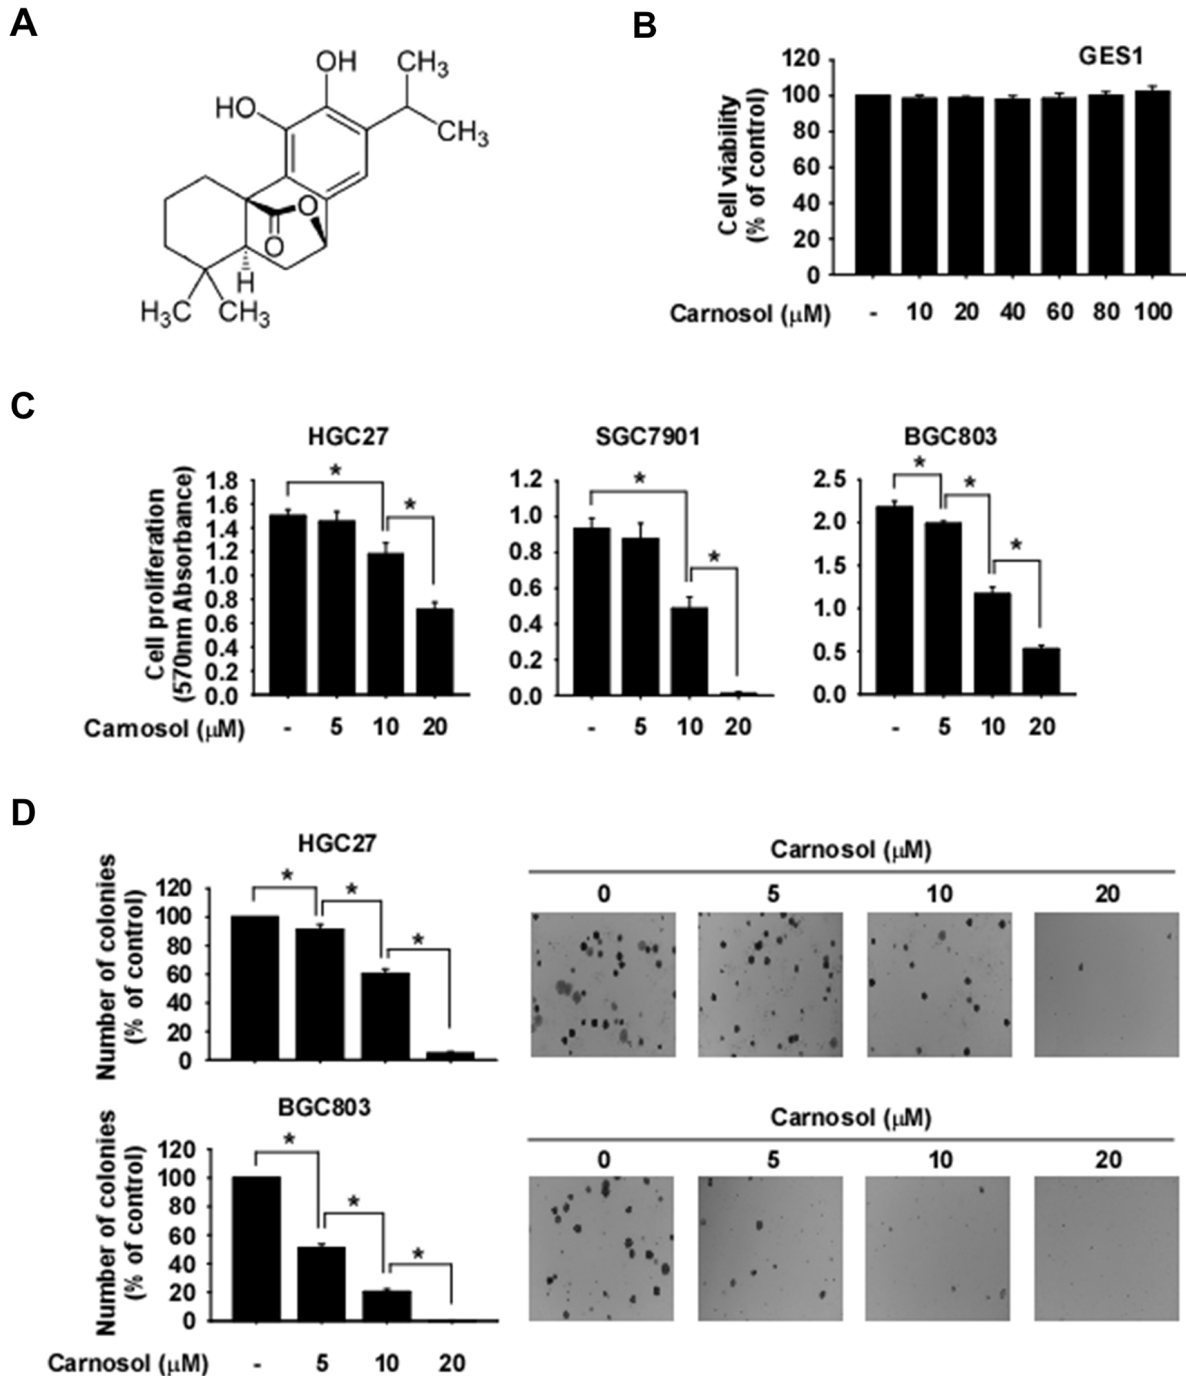 A
OH
CH3
HO
CH3
O
O
H
H3C
CH3
B
GES1
Cell viability
(% of control)
120
100
80
60
40
20
0
Carnosol (μM)
- 10 20 40 60 80 100
C
HGC27
Cell proliferation
(570nm Absorbance)
1.8
1.6
1.4
1.2
1.0
0.8
0.6
0.4
0.2
0.0
*
*
Carnosol (μM)
- 5 10 20
SGC7901
1.2
1.0
0.8
0.6
0.4
0.2
0.0
*
*
- 5 10 20
BGC803
2.5
2.0
1.5
1.0
0.5
0.0
*
*
*
- 5 10 20
D
HGC27
Number of colonies
(% of control)
120
100
80
60
40
20
0
*
*
*
Carnosol (μM)
0 5 10 20
BGC803
Number of colonies
(% of control)
120
100
80
60
40
20
0
*
*
*
Carnosol (μM)
- 5 10 20
Carnosol (μM)
0 5 10 20